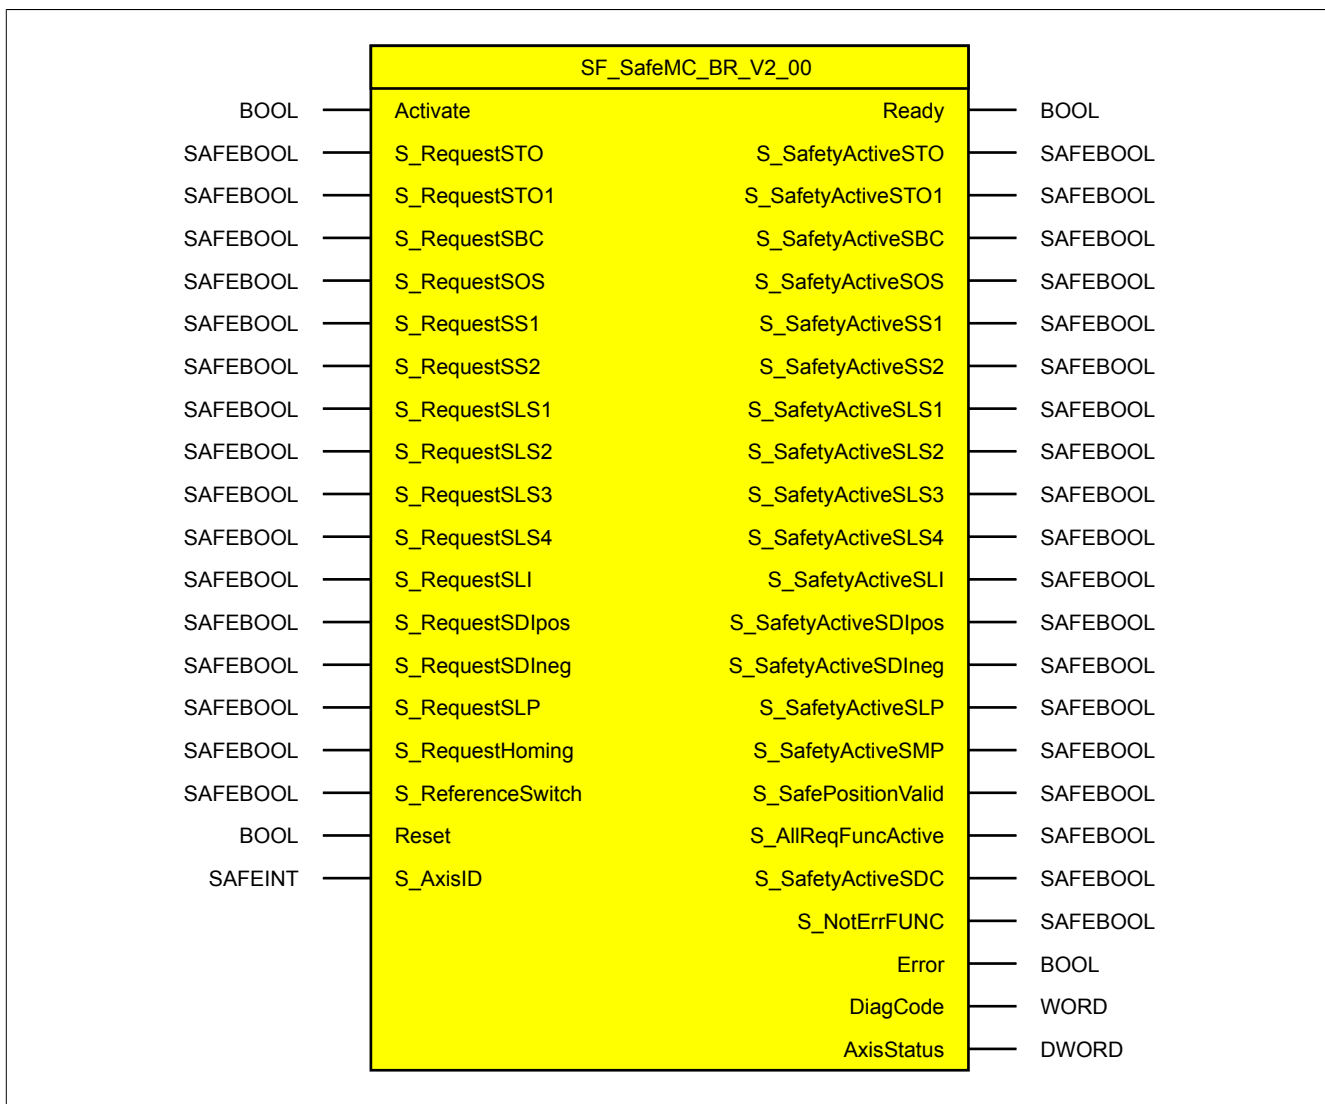 SF_SafeMC_BR_V2_00
BOOL Activate Ready BOOL
SAFEBOOL S_RequestSTO S_SafetyActiveSTO SAFEBOOL
SAFEBOOL S_RequestSTO1 S_SafetyActiveSTO1 SAFEBOOL
SAFEBOOL S_RequestSBC S_SafetyActiveSBC SAFEBOOL
SAFEBOOL S_RequestSOS S_SafetyActiveSOS SAFEBOOL
SAFEBOOL S_RequestSS1 S_SafetyActiveSS1 SAFEBOOL
SAFEBOOL S_RequestSS2 S_SafetyActiveSS2 SAFEBOOL
SAFEBOOL S_RequestSLS1 S_SafetyActiveSLS1 SAFEBOOL
SAFEBOOL S_RequestSLS2 S_SafetyActiveSLS2 SAFEBOOL
SAFEBOOL S_RequestSLS3 S_SafetyActiveSLS3 SAFEBOOL
SAFEBOOL S_RequestSLS4 S_SafetyActiveSLS4 SAFEBOOL
SAFEBOOL S_RequestSLI S_SafetyActiveSLI SAFEBOOL
SAFEBOOL S_RequestSDIpos S_SafetyActiveSDIpos SAFEBOOL
SAFEBOOL S_RequestSDIneg S_SafetyActiveSDIneg SAFEBOOL
SAFEBOOL S_RequestSLP S_SafetyActiveSLP SAFEBOOL
SAFEBOOL S_RequestHoming S_SafetyActiveSMP SAFEBOOL
SAFEBOOL S_ReferenceSwitch S_SafePositionValid SAFEBOOL
BOOL Reset S_AllReqFuncActive SAFEBOOL
SAFEINT S_AxisID S_SafetyActiveSDC SAFEBOOL
S_NotErrFUNC SAFEBOOL
Error BOOL
DiagCode WORD
AxisStatus DWORD